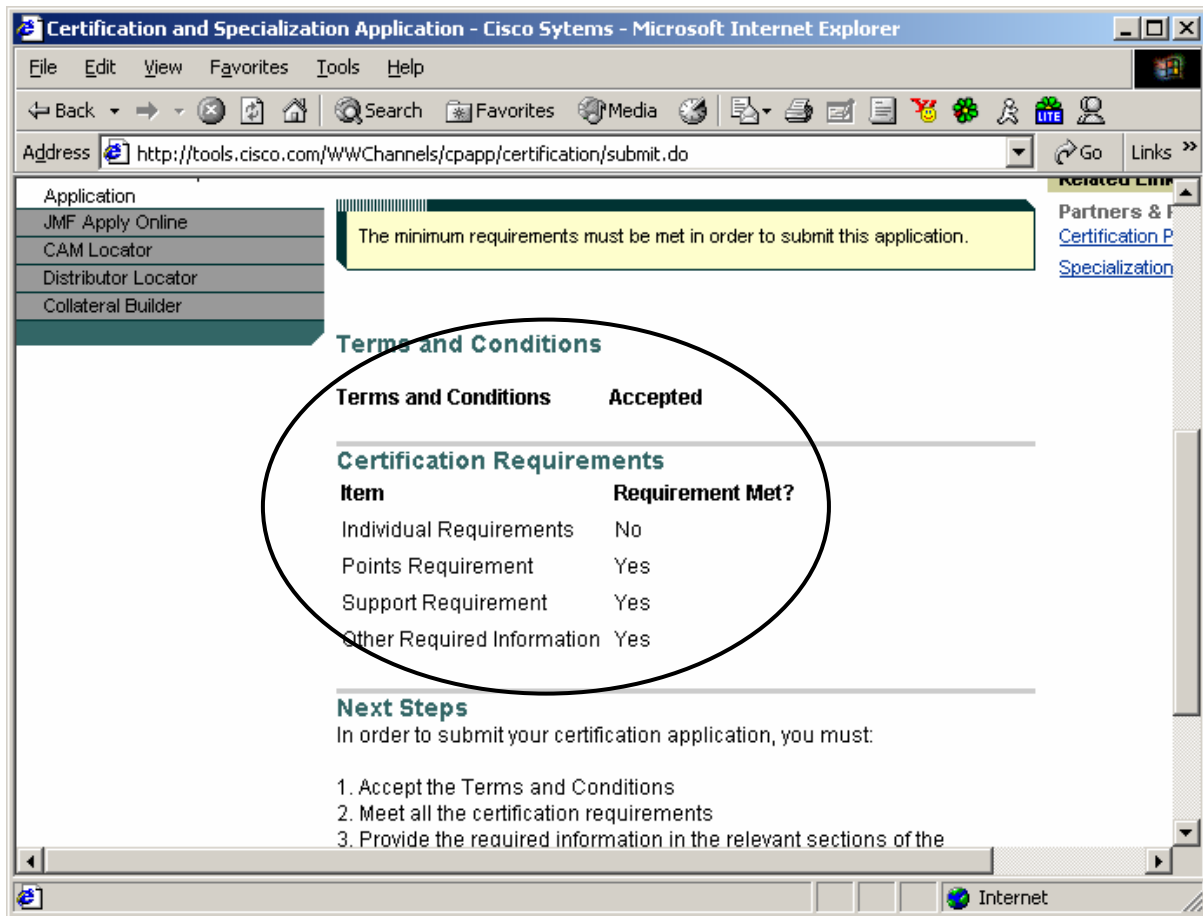 Certification and Specialization Application - Cisco Sytems - Microsoft Internet Explorer
File Edit View Favorites Tools Help
Back Search Favorites Media LITE
Address http://tools.cisco.com/WWChannels/cpapp/certification/submit.do Go Links »
Application
JMF Apply Online
CAM Locator
Distributor Locator
Collateral Builder
The minimum requirements must be met in order to submit this application.
Related Link
Partners &
Certification P
Specialization
Terms and Conditions
Terms and Conditions Accepted
Certification Requirements
Item Requirement Met?
Individual Requirements No
Points Requirement Yes
Support Requirement Yes
Other Required Information Yes
Next Steps
In order to submit your certification application, you must:
1. Accept the Terms and Conditions
2. Meet all the certification requirements
3. Provide the required information in the relevant sections of the
Internet